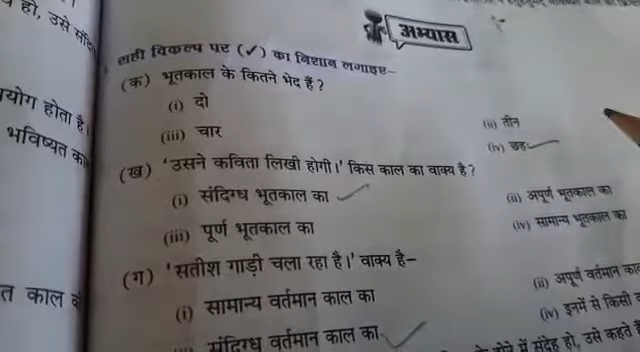 हो, उसे
अभ्यास
सही विकल्प पर (✓) का निशान लगाइए–
(क) भूतकाल के कितने भेद हैं?
(i) दो
(ii) तीन
(iii) चार
(iv) छह
योग होता है।
भविष्यत
(ख) 'उसने कविता लिखी होगी।' किस काल का वाक्य है?
(i) संदिग्ध भूतकाल का
(ii) अपूर्ण भूतकाल का
(iii) पूर्ण भूतकाल का
(iv) सामान्य भूतकाल का
(ग) 'सतीश गाड़ी चला रहा है।' वाक्य है–
त काल
(i) सामान्य वर्तमान काल का
(ii) अपूर्ण वर्तमान काल
(iv) इनमें से किसी
संदिग्ध वर्तमान काल का
होने में संदेह हो, उसे कहते